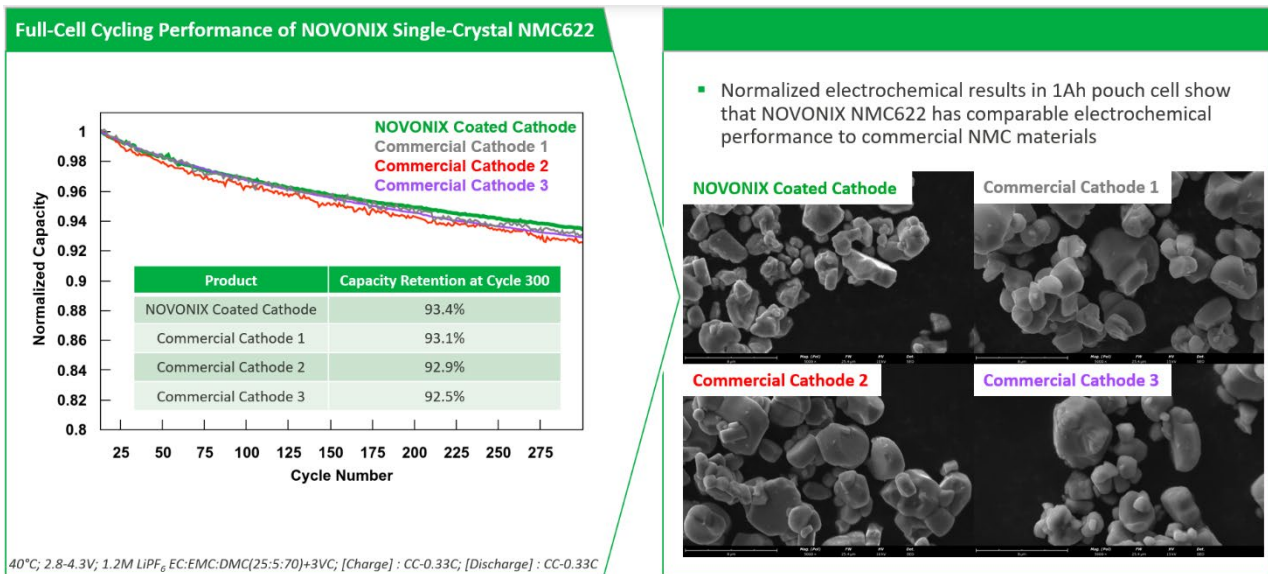 Full-Cell Cycling Performance of NOVONIX Single-Crystal NMC622
NOVONIX Coated Cathode
Commercial Cathode 1
Commercial Cathode 2
Commercial Cathode 3
Normalized Capacity
1
0.98
0.96
0.94
0.92
0.9
0.88
0.86
0.84
0.82
0.8
Product Capacity Retention at Cycle 300
NOVONIX Coated Cathode 93.4%
Commercial Cathode 1 93.1%
Commercial Cathode 2 92.9%
Commercial Cathode 3 92.5%
25 50 75 100 125 150 175 200 225 250 275
Cycle Number
40°C; 2.8-4.3V; 1.2M LiPF₆ EC:EMC:DMC(25:5:70)+3VC; [Charge] : CC-0.33C; [Discharge] : CC-0.33C
▪ Normalized electrochemical results in 1Ah pouch cell show
that NOVONIX NMC622 has comparable electrochemical
performance to commercial NMC materials
NOVONIX Coated Cathode
Commercial Cathode 1
Commercial Cathode 2
Commercial Cathode 3